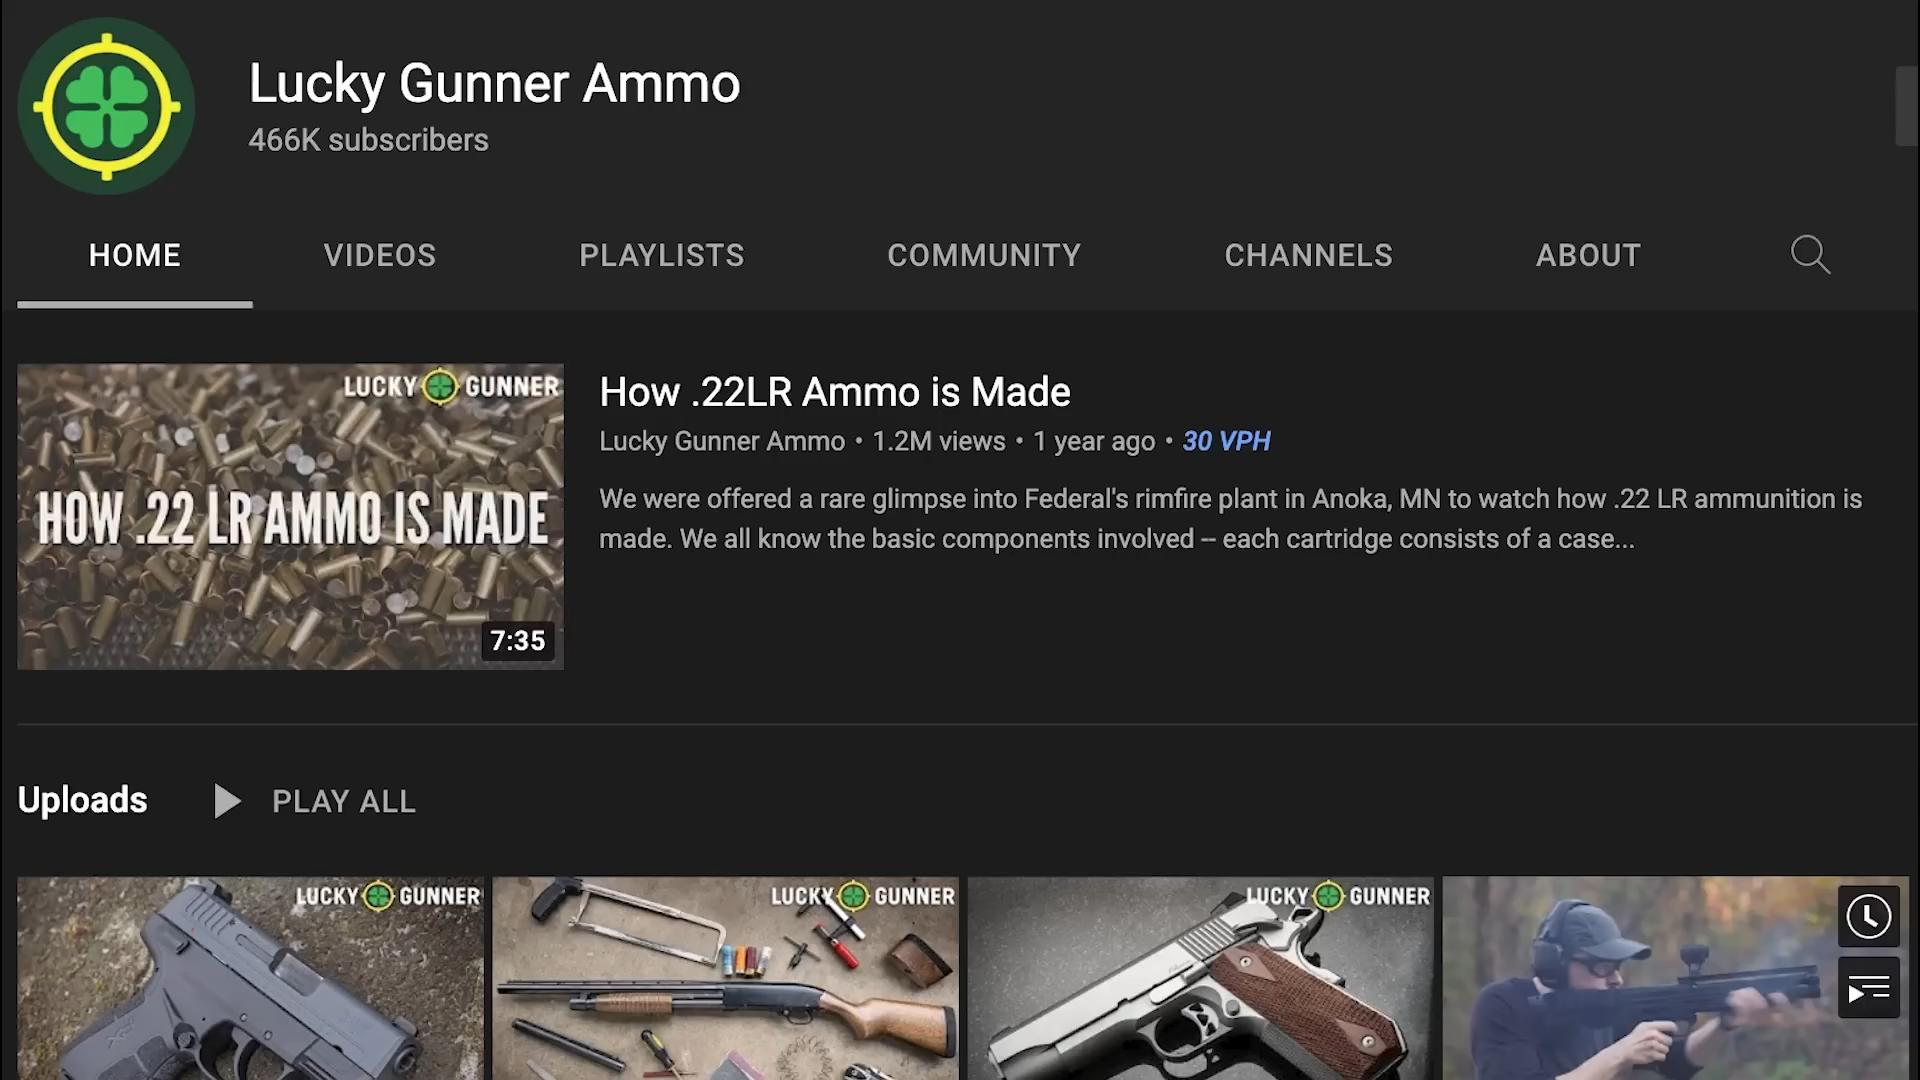 Lucky Gunner Ammo
466K subscribers
HOME VIDEOS PLAYLISTS COMMUNITY CHANNELS ABOUT
LUCKY GUNNER
HOW .22 LR AMMO IS MADE
7:35
How .22LR Ammo is Made
Lucky Gunner Ammo • 1.2M views • 1 year ago • 30 VPH
We were offered a rare glimpse into Federal's rimfire plant in Anoka, MN to watch how .22 LR ammunition is
made. We all know the basic components involved -- each cartridge consists of a case...
Uploads PLAY ALL
LUCKY GUNNER
LUCKY GUNNER
LUCKY GUNNER